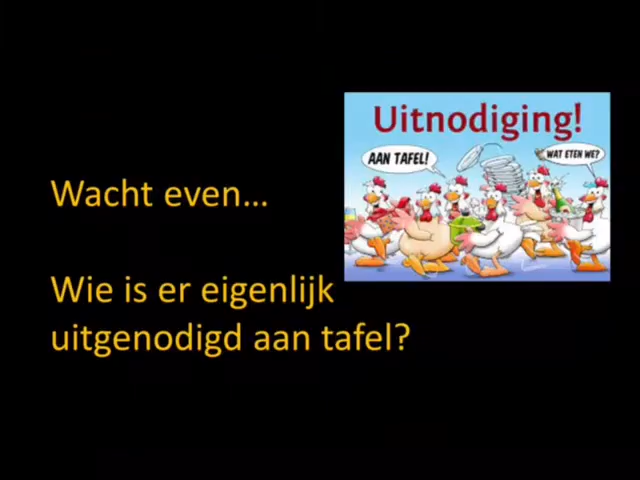 Uitnodiging!
AAN TAFEL!
WAT ETEN WE?
Wacht even...
Wie is er eigenlijk
uitgenodigd aan tafel?